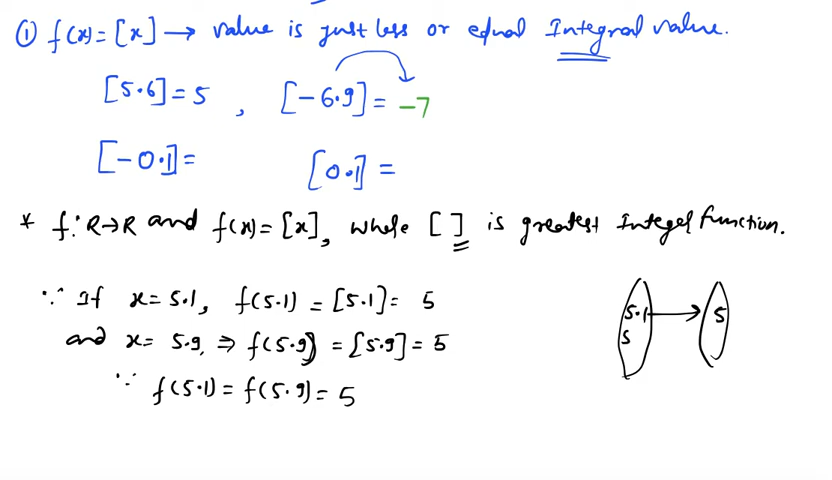 ① f(x) = [x] → value is just less or equal Integral value.
[5.6] = 5 , [-6.9] = -7
[-0.1] = [0.1] =
* f: R→R and f(x) = [x], where [ ] is greatest Integer function.
∵ If x = 5.1, f(5.1) = [5.1] = 5
and x = 5.9, ⇒ f(5.9) = [5.9] = 5
∵ f(5.1) = f(5.9) = 5
5.1 → 5
5